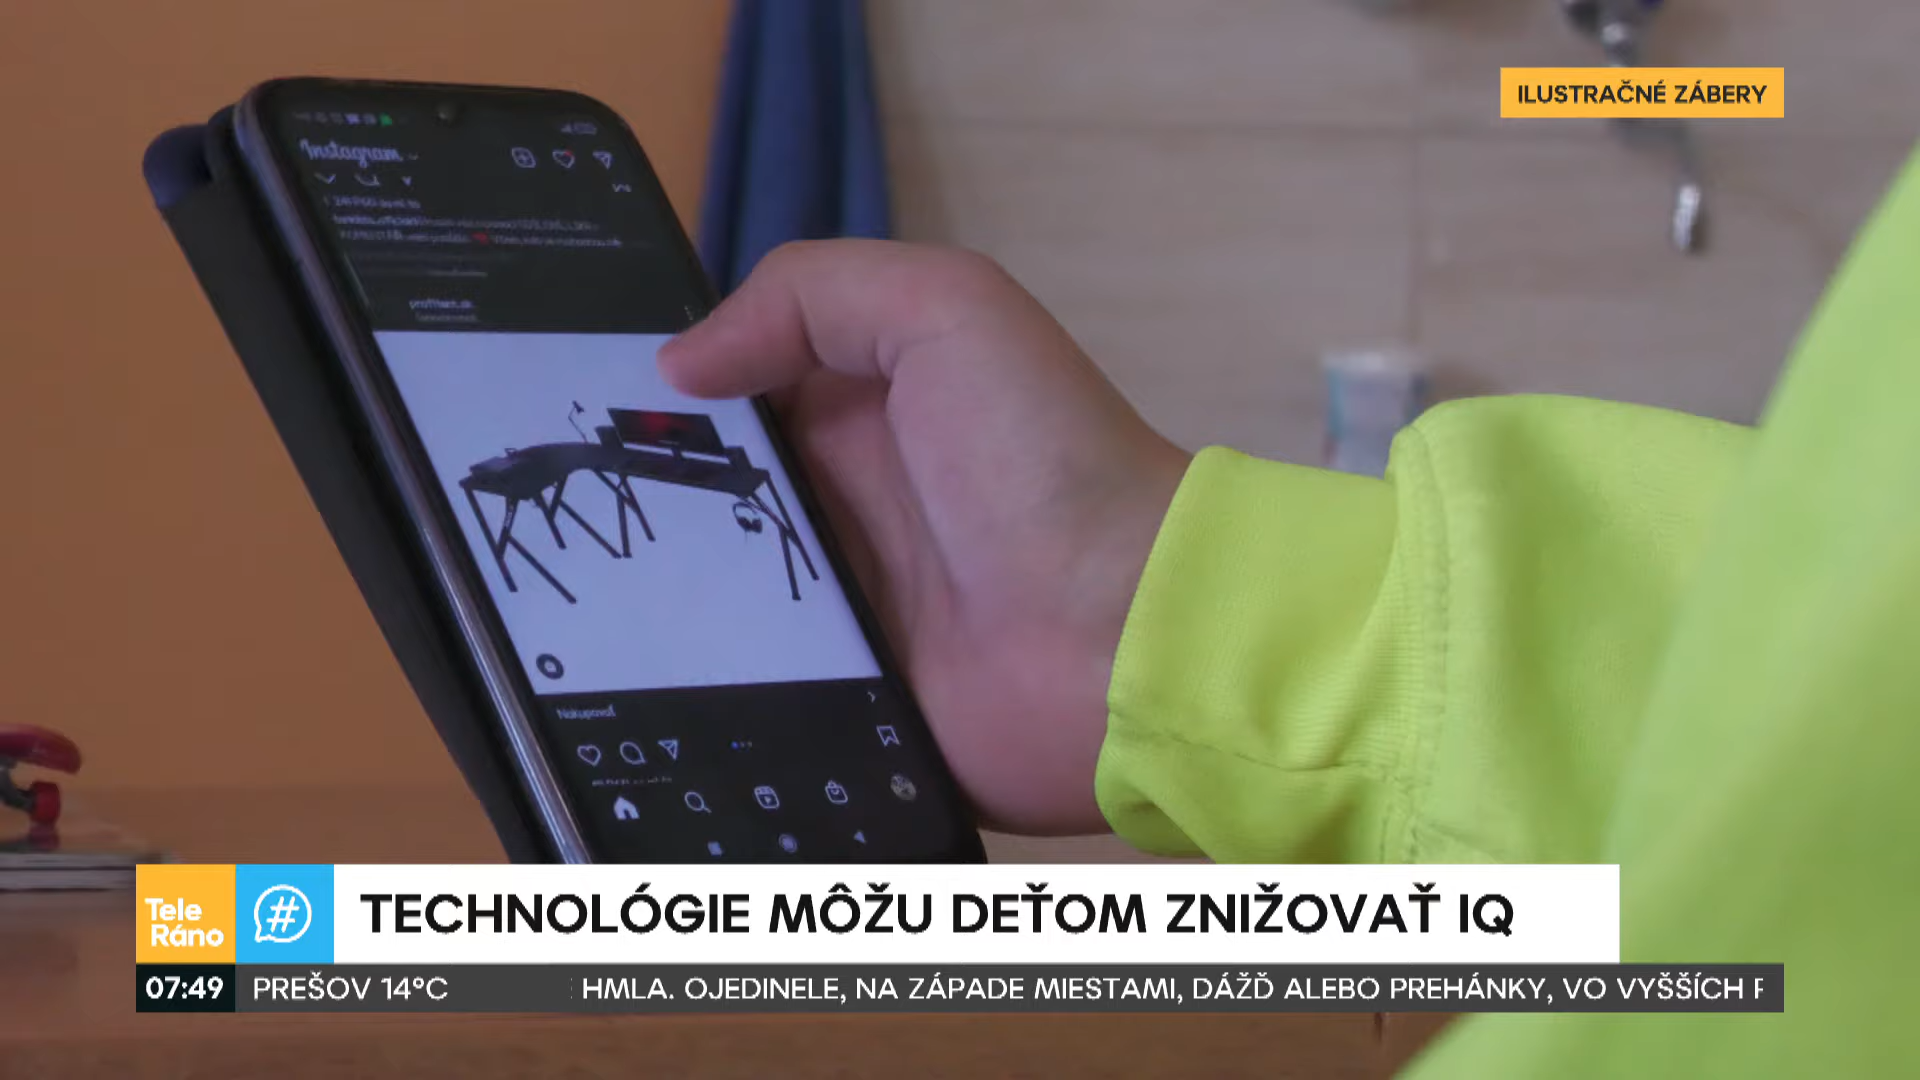 ILUSTRAČNÉ ZÁBERY
Instagram
Nakupovať
Tele
Ráno
#
TECHNOLÓGIE MÔŽU DEŤOM ZNIŽOVAŤ IQ
07:49 PREŠOV 14°C HMLA. OJEDINELE, NA ZÁPADE MIESTAMI, DÁŽĎ ALEBO PREHÁNKY, VO VYŠŠÍCH